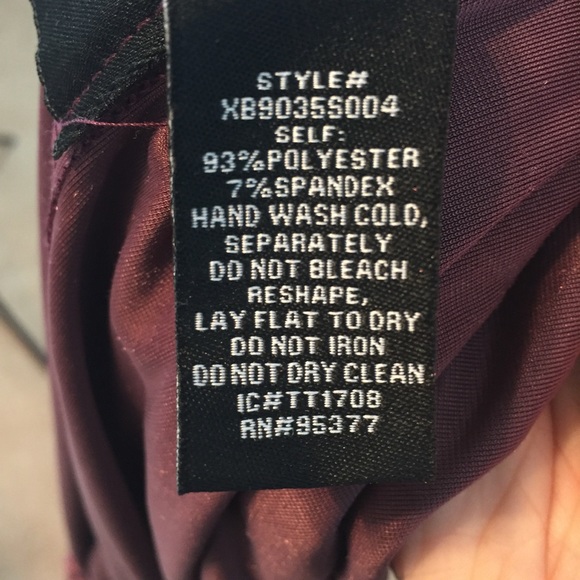 STYLE#
XB9035S004
SELF:
93%POLYESTER
7%SPANDEX
HAND WASH COLD,
SEPARATELY
DO NOT BLEACH
RESHAPE,
LAY FLAT TO DRY
DO NOT IRON
DO NOT DRY CLEAN
IC#TT1708
RN#95377